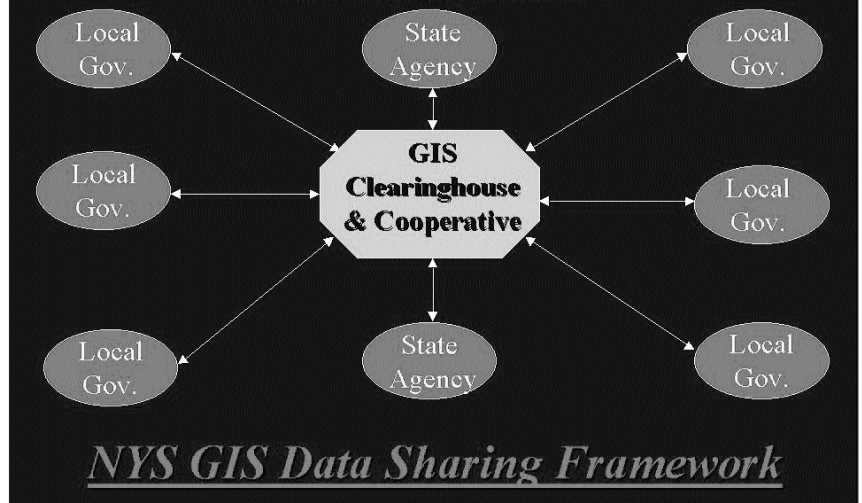 Local
Gov.
State
Agency
Local
Gov.
GIS
Clearinghouse
& Cooperative
Local
Gov.
Local
Gov.
Local
Gov.
State
Agency
Local
Gov.
NYS GIS Data Sharing Framework